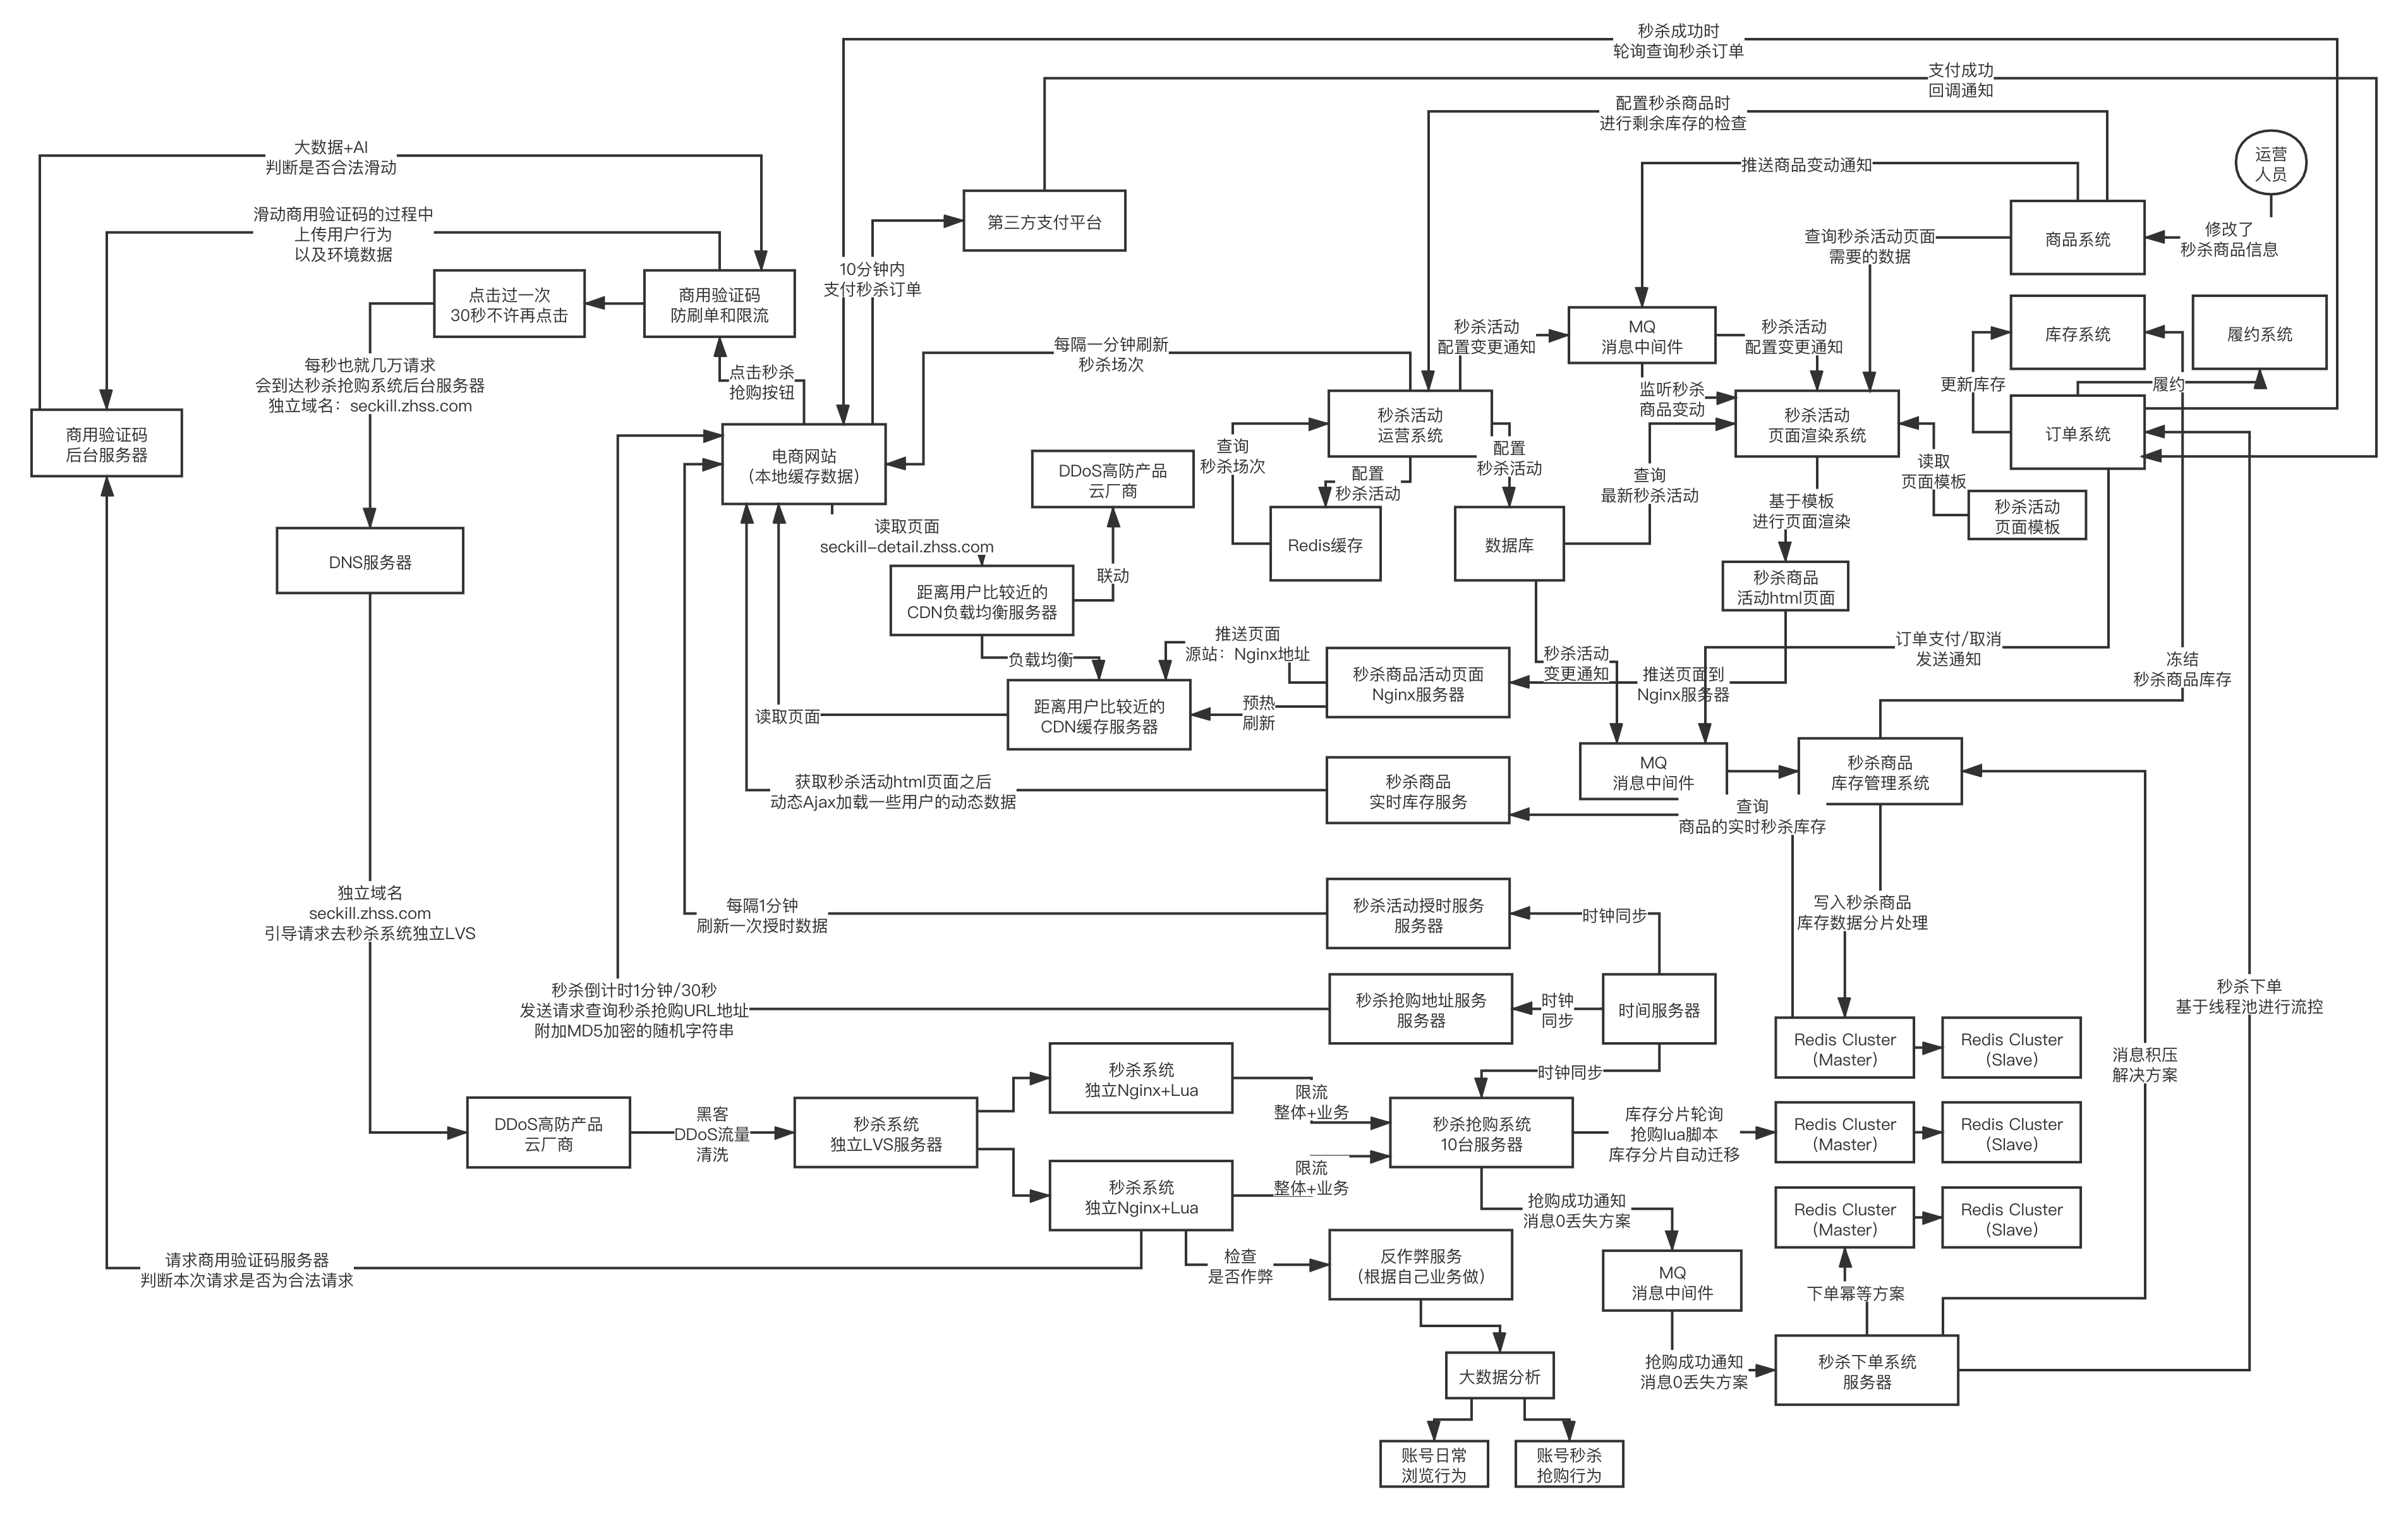 秒杀成功时
轮询查询秒杀订单
支付成功
回调通知
配置秒杀商品时
进行剩余库存的检查
大数据+AI
判断是否合法滑动
推送商品变动通知
运营
人员
滑动商用验证码的过程中
上传用户行为
以及环境数据
第三方支付平台
查询秒杀活动页面
需要的数据
商品系统
修改了
秒杀商品信息
10分钟内
支付秒杀订单
点击过一次
30秒不许再点击
商用验证码
防刷单和限流
秒杀活动
配置变更通知
MQ
消息中间件
秒杀活动
配置变更通知
库存系统
履约系统
每隔一分钟刷新
秒杀场次
每秒也就几万请求
会到达秒杀抢购系统后台服务器
独立域名：seckill.zhss.com
点击秒杀
抢购按钮
监听秒杀
商品变动
更新库存
履约
商用验证码
后台服务器
电商网站
(本地缓存数据)
查询
秒杀场次
秒杀活动
运营系统
配置
秒杀活动
配置
秒杀活动
查询
最新秒杀活动
秒杀活动
页面渲染系统
读取
页面模板
订单系统
DDoS高防产品
云厂商
读取页面
seckill-detail.zhss.com
Redis缓存
数据库
基于模板
进行页面渲染
秒杀活动
页面模板
DNS服务器
联动
距离用户比较近的
CDN负载均衡服务器
秒杀商品
活动html页面
负载均衡
推送页面
源站：Nginx地址
秒杀商品活动页面
Nginx服务器
秒杀活动
变更通知
推送页面到
Nginx服务器
订单支付/取消
发送通知
冻结
秒杀商品库存
读取页面
距离用户比较近的
CDN缓存服务器
预热
刷新
获取秒杀活动html页面之后
动态Ajax加载一些用户的动态数据
秒杀商品
实时库存服务
MQ
消息中间件
秒杀商品
库存管理系统
查询
商品的实时秒杀库存
独立域名
seckill.zhss.com
引导请求去秒杀系统独立LVS
每隔1分钟
刷新一次授时数据
秒杀活动授时服务
服务器
时钟同步
写入秒杀商品
库存数据分片处理
秒杀倒计时1分钟/30秒
发送请求查询秒杀抢购URL地址
附加MD5加密的随机字符串
秒杀抢购地址服务
服务器
时钟
同步
时间服务器
秒杀下单
基于线程池进行流控
Redis Cluster
(Master)
Redis Cluster
(Slave)
消息积压
解决方案
秒杀系统
独立Nginx+Lua
时钟同步
限流
整体+业务
DDoS高防产品
云厂商
黑客
DDoS流量
清洗
秒杀系统
独立LVS服务器
秒杀抢购系统
10台服务器
库存分片轮询
抢购lua脚本
库存分片自动迁移
Redis Cluster
(Master)
Redis Cluster
(Slave)
秒杀系统
独立Nginx+Lua
限流
整体+业务
抢购成功通知
消息0丢失方案
Redis Cluster
(Master)
Redis Cluster
(Slave)
请求商用验证码服务器
判断本次请求是否为合法请求
检查
是否作弊
反作弊服务
(根据自己业务做)
MQ
消息中间件
下单幂等方案
大数据分析
抢购成功通知
消息0丢失方案
秒杀下单系统
服务器
账号日常
浏览行为
账号秒杀
抢购行为